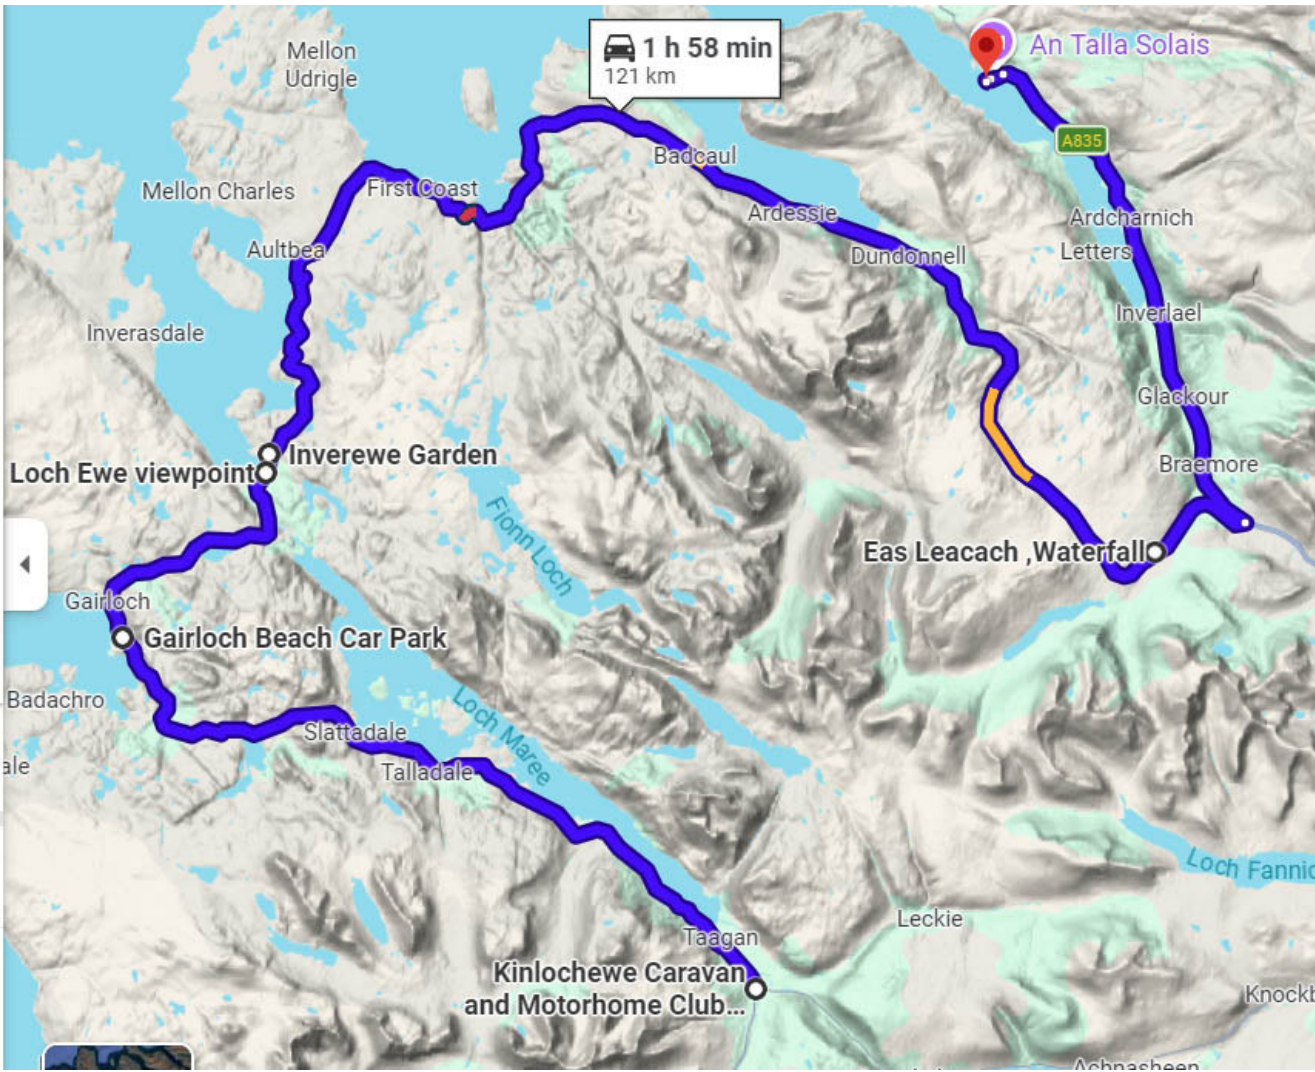 Mellon
Udrigle
1 h 58 min
121 km
An Talla Solais
A835
Badcaul
Mellon Charles
First Coast
Ardessie
Ardcharnich
Aultbea
Dundonnell
Letters
Inverasdale
Inverlael
Glackour
Inverewe Garden
Loch Ewe viewpoint
Braemore
Fionn Loch
Eas Leacach ,Waterfall
Gairloch
Gairloch Beach Car Park
Badachro
Loch Maree
Slattadale
ale
Talladale
Loch Fannic
Leckie
Taagan
Kinlochewe Caravan
and Motorhome Club...
Knockb
Achnasheen